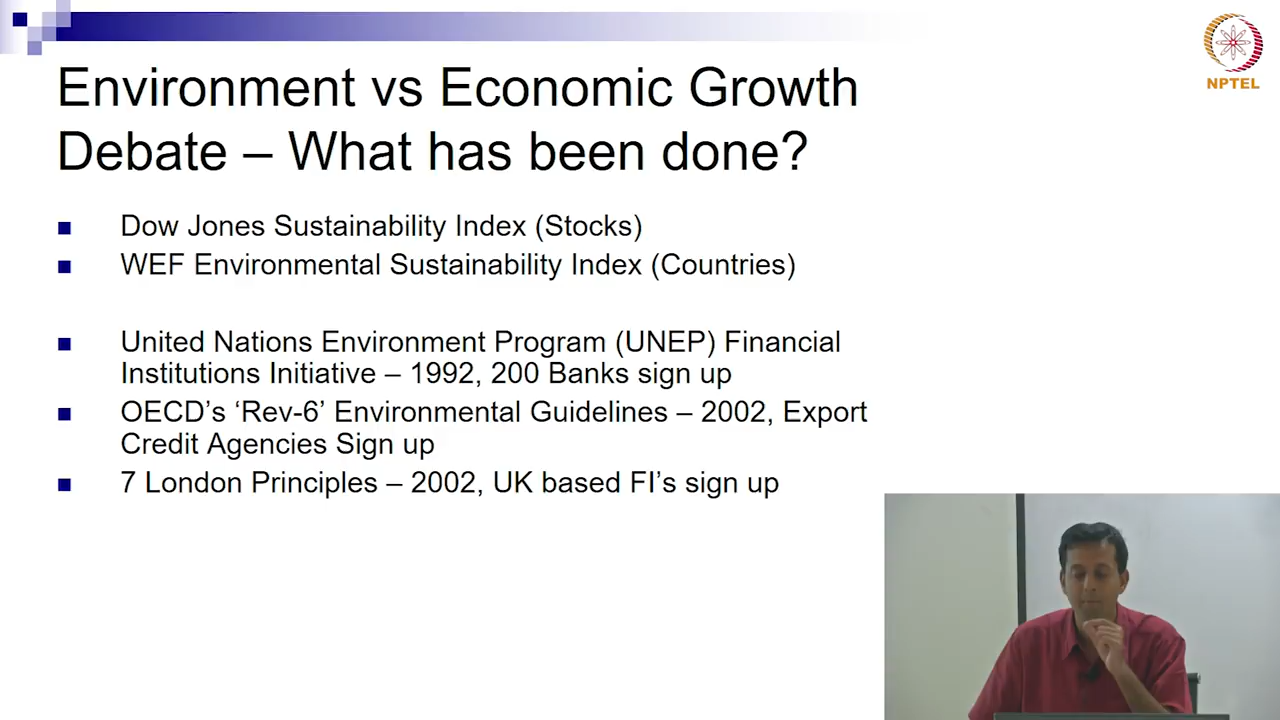 Environment vs Economic Growth
Debate – What has been done?
Dow Jones Sustainability Index (Stocks)
WEF Environmental Sustainability Index (Countries)
United Nations Environment Program (UNEP) Financial
Institutions Initiative – 1992, 200 Banks sign up
OECD's 'Rev-6' Environmental Guidelines – 2002, Export
Credit Agencies Sign up
7 London Principles – 2002, UK based FI's sign up
NPTEL